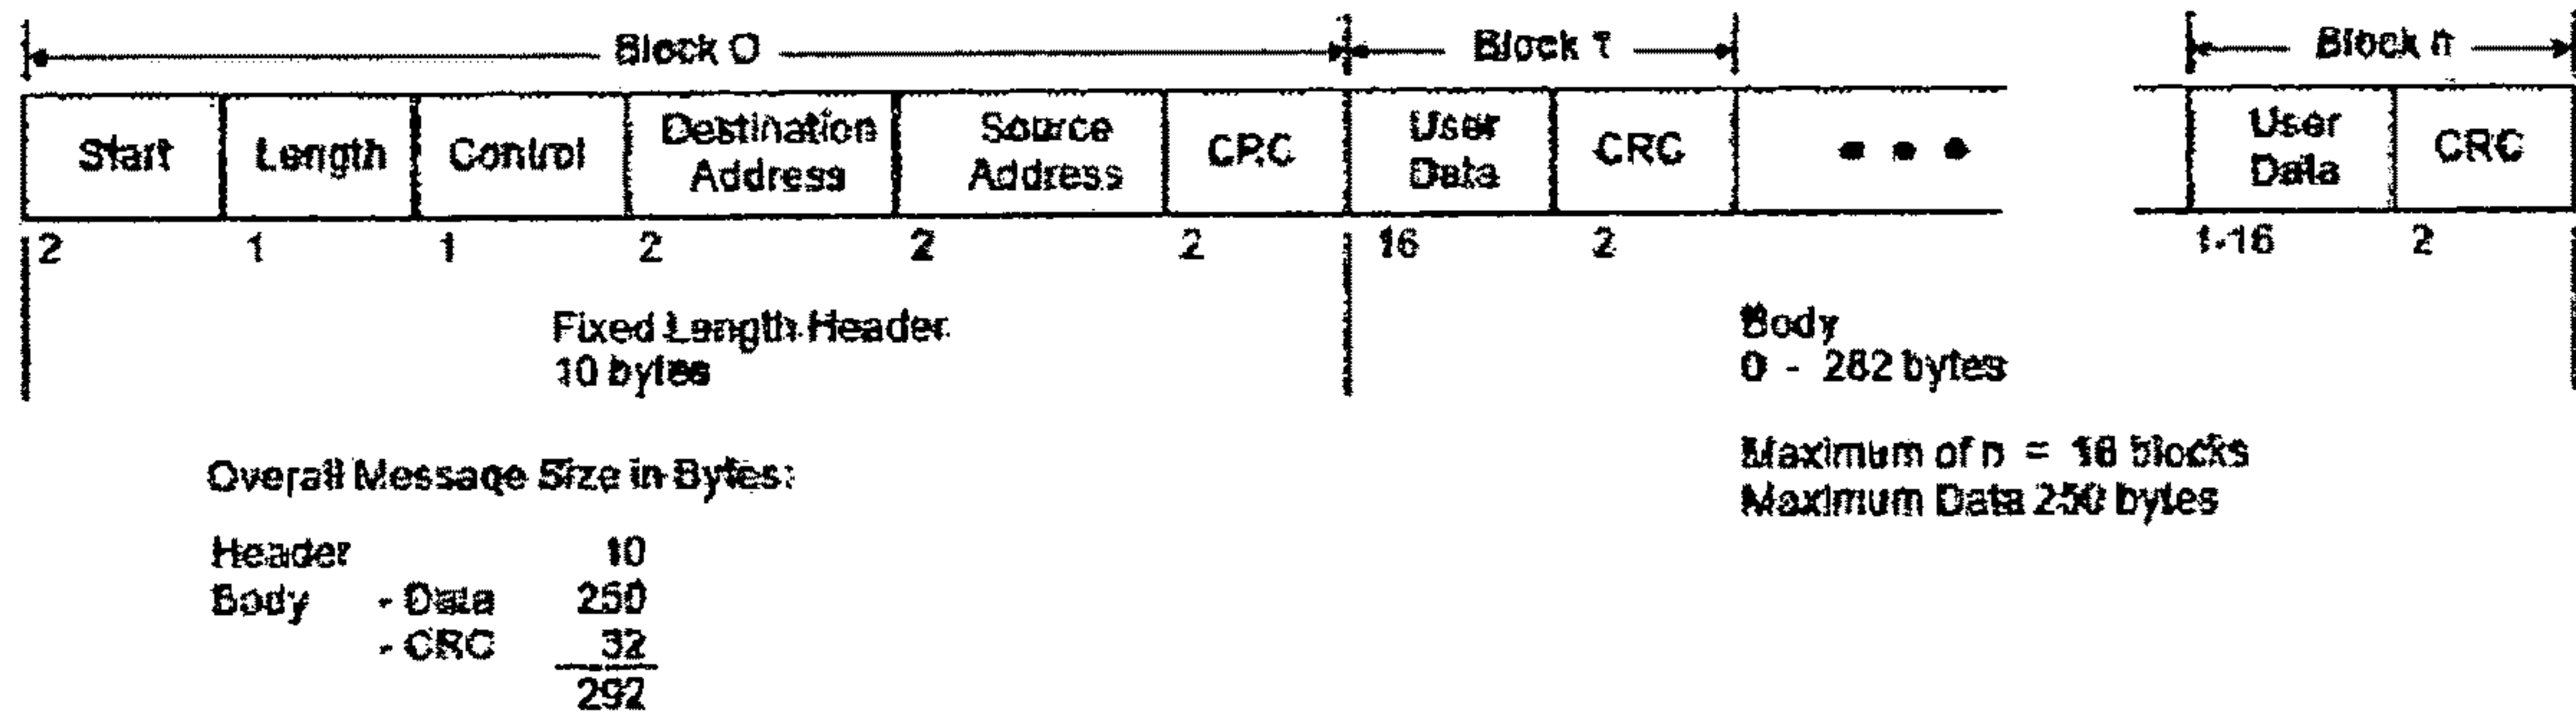 Block 0 Block 1 Block n
Start Length Control Destination Address Source Address CRC User Data CRC User Data CRC
2 1 1 2 2 2 16 2 1-16 2
Fixed Length Header
10 bytes
Body
0 - 282 bytes
Maximum of n = 16 blocks
Maximum Data 250 bytes
Overall Message Size in Bytes:
Header 10
Body - Data 250
- CRC 32
292